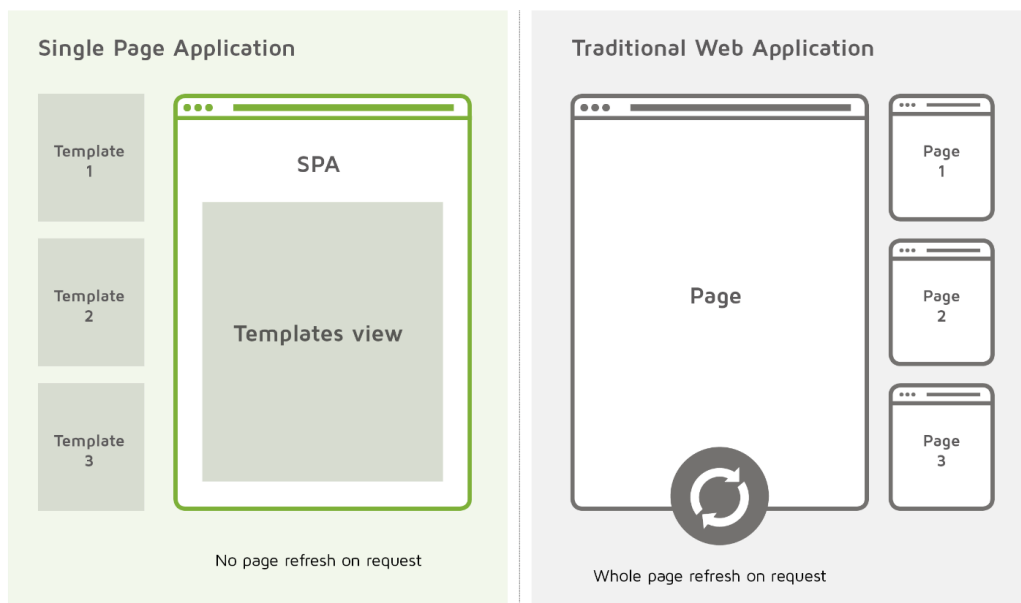 Single Page Application
Template
1
Template
2
Template
3
SPA
Templates view
No page refresh on request
Traditional Web Application
Page
Page
1
Page
2
Page
3
Whole page refresh on request